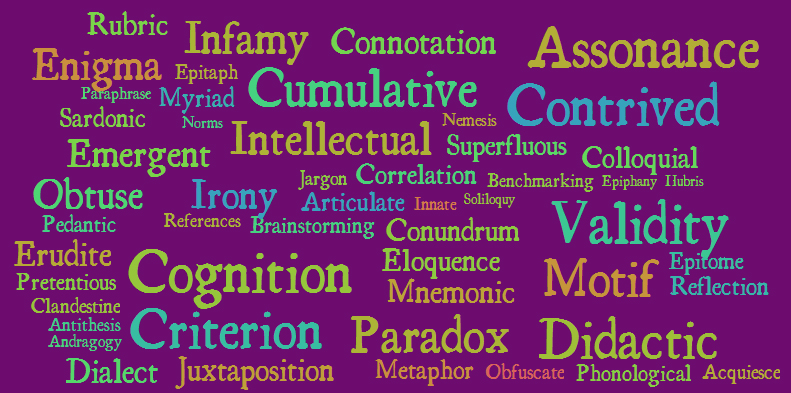 Rubric Infamy Connotation Assonance
Enigma Epitaph
Paraphrase Myriad Cumulative Contrived
Sardonic Norms Nemesis
Emergent Intellectual Superfluous Colloquial
Jargon Correlation Benchmarking Epiphany Hubris
Obtuse Irony Articulate Innate Soliloquy
Pedantic References Brainstorming Conundrum Validity
Erudite Cognition Eloquence Motif Epitome
Pretentious Mnemonic Reflection
Clandestine
Antithesis Criterion Paradox Didactic
Andragogy
Dialect Juxtaposition Metaphor Obfuscate Phonological Acquiesce